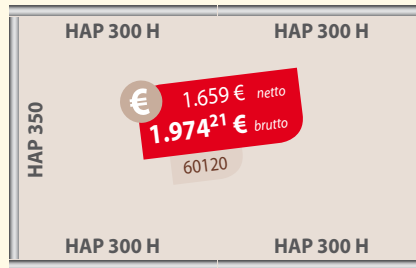 HAP 300 H HAP 300 H
HAP 350
€ 1.659 € netto
1.974²¹ € brutto
60120
HAP 300 H HAP 300 H